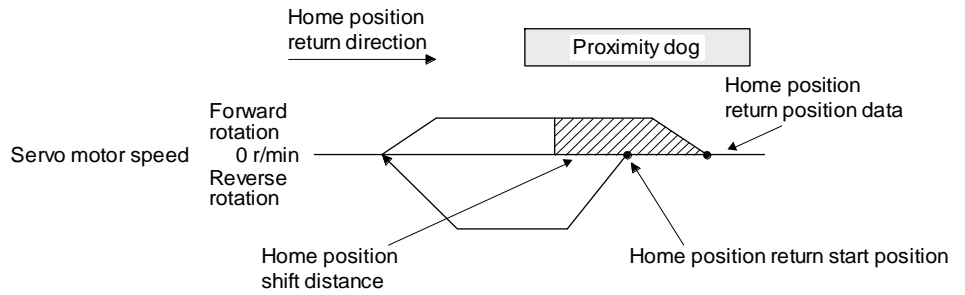 Home position
return direction
Proximity dog
Home position
return position data
Forward
rotation
Servo motor speed 0 r/min
Reverse
rotation
Home position
shift distance
Home position return start position